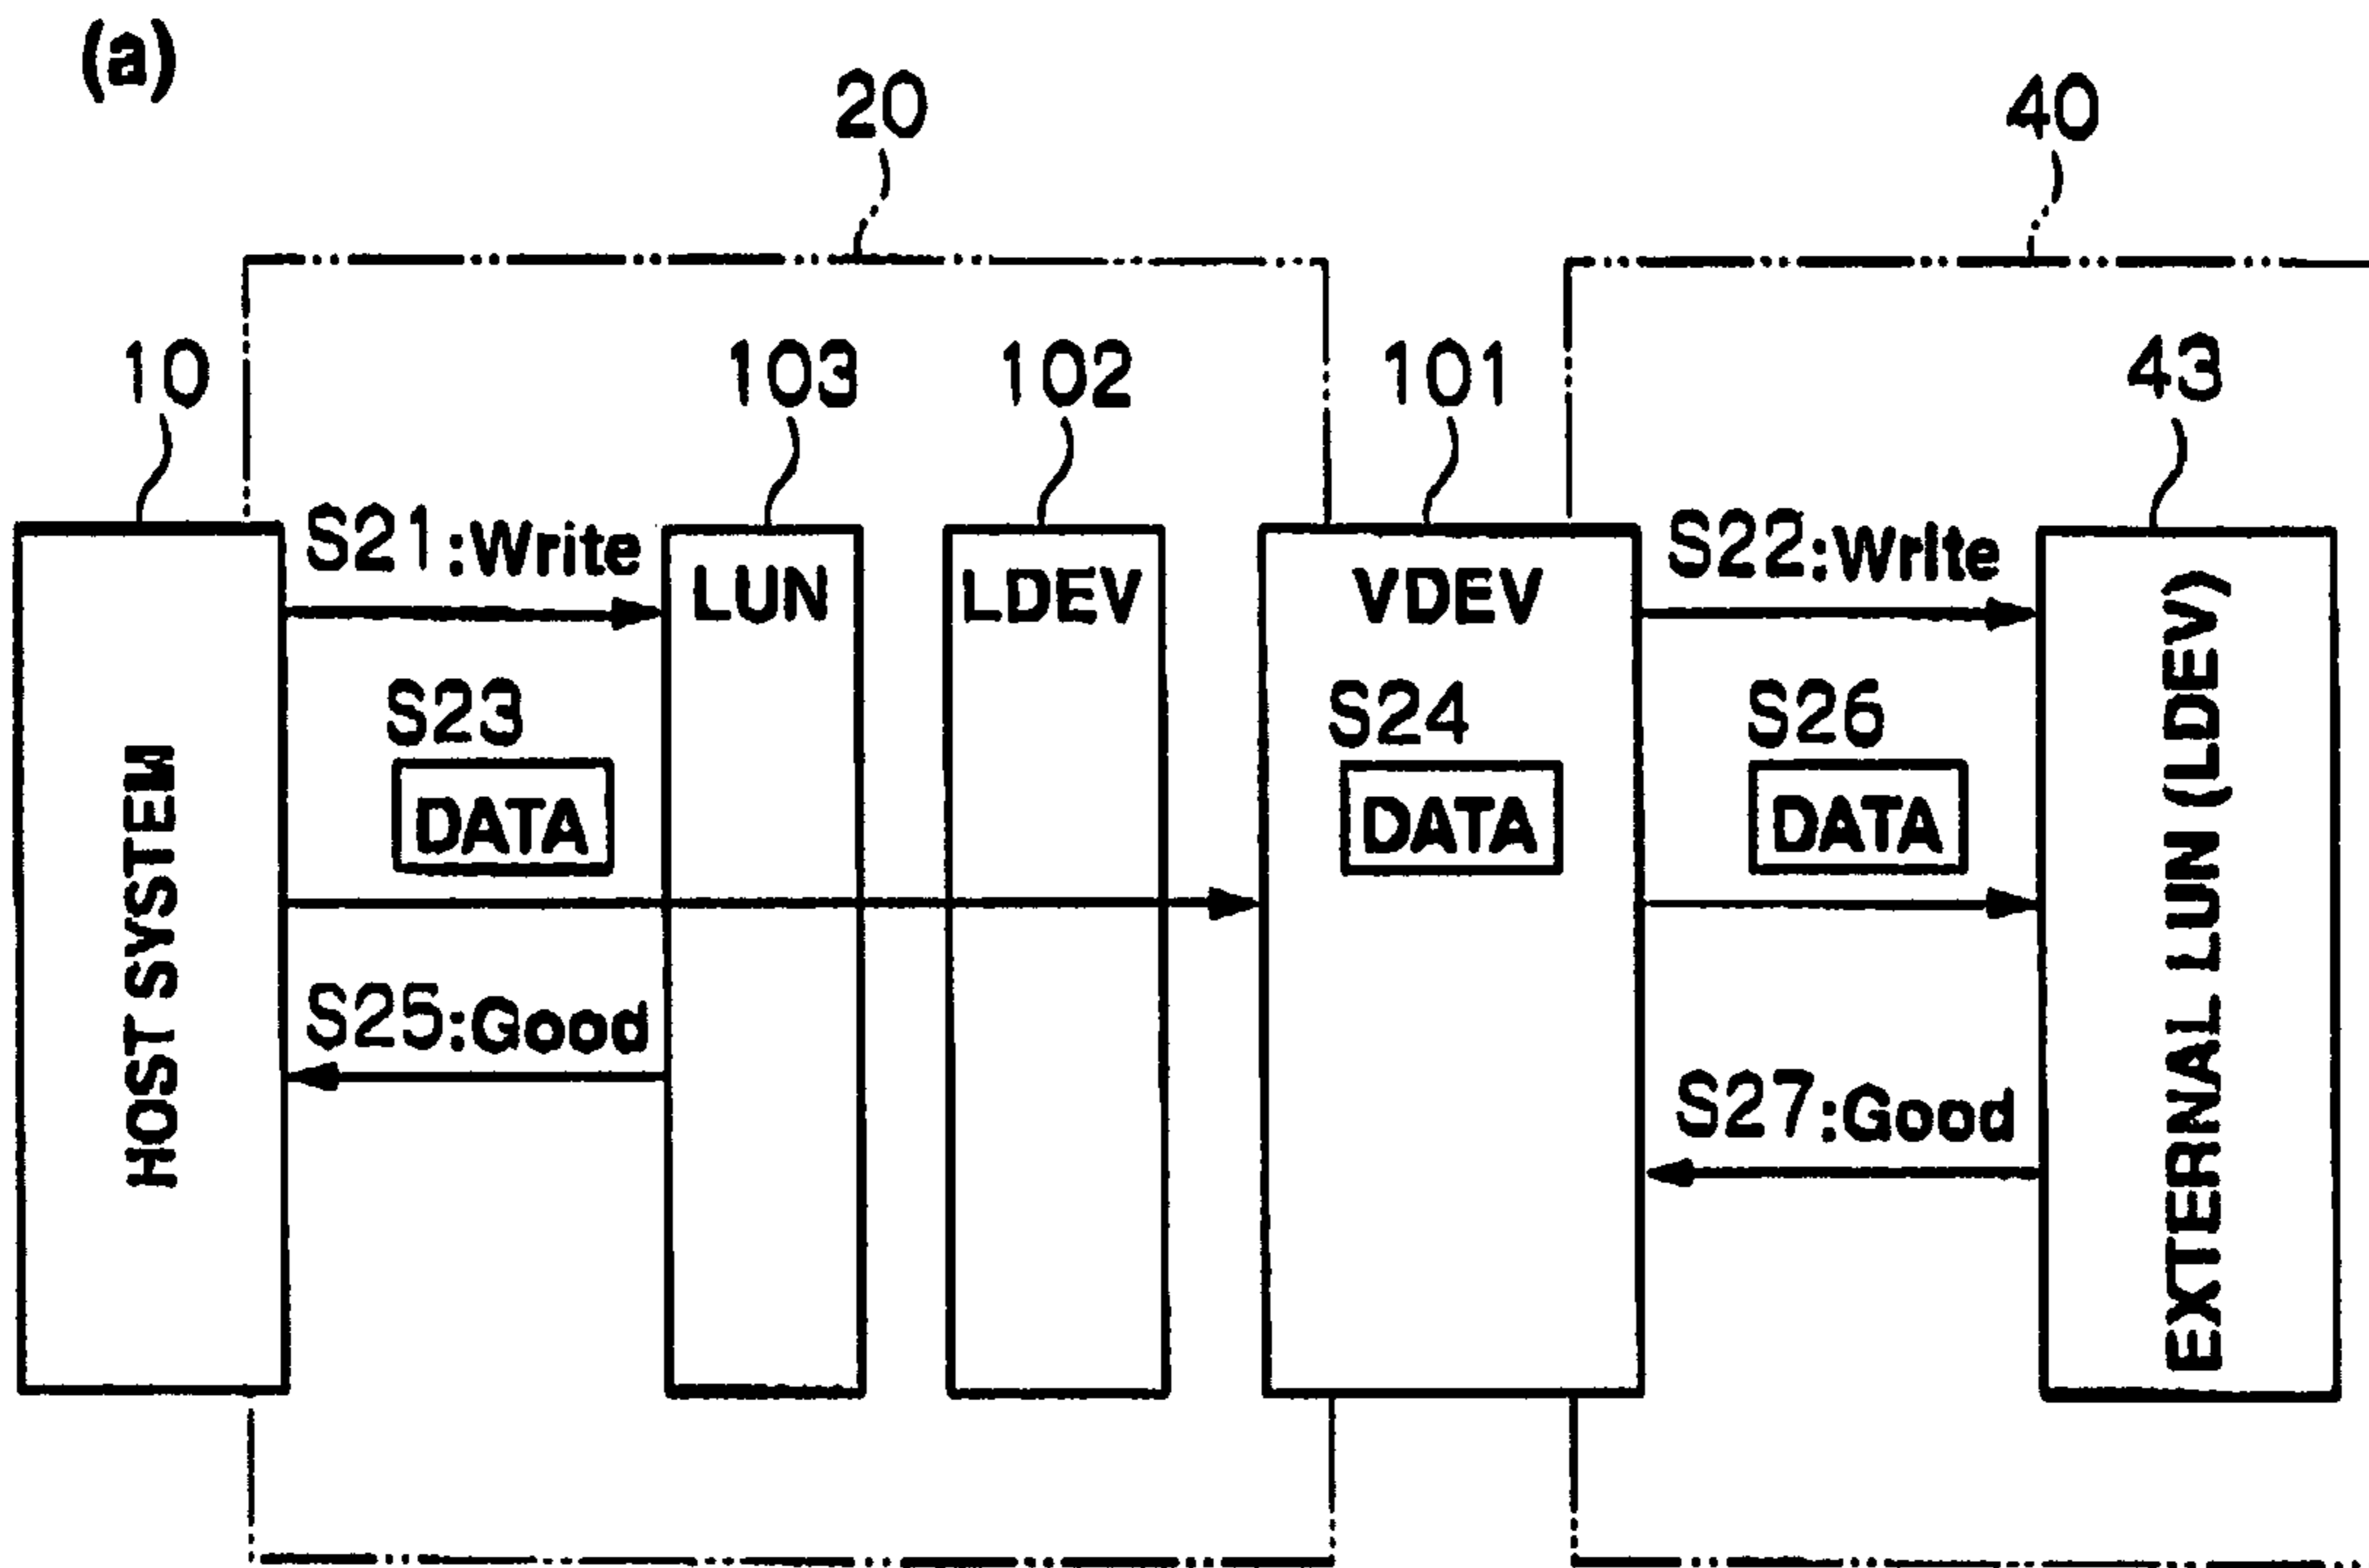 (a)
20
40
10
103
102
101
43
S21:Write
LUN
LDEV
VDEV
S22:Write
S23
DATA
S24
DATA
S26
DATA
HOST SYSTEM
EXTERNAL LUN (LDEV)
S25:Good
S27:Good